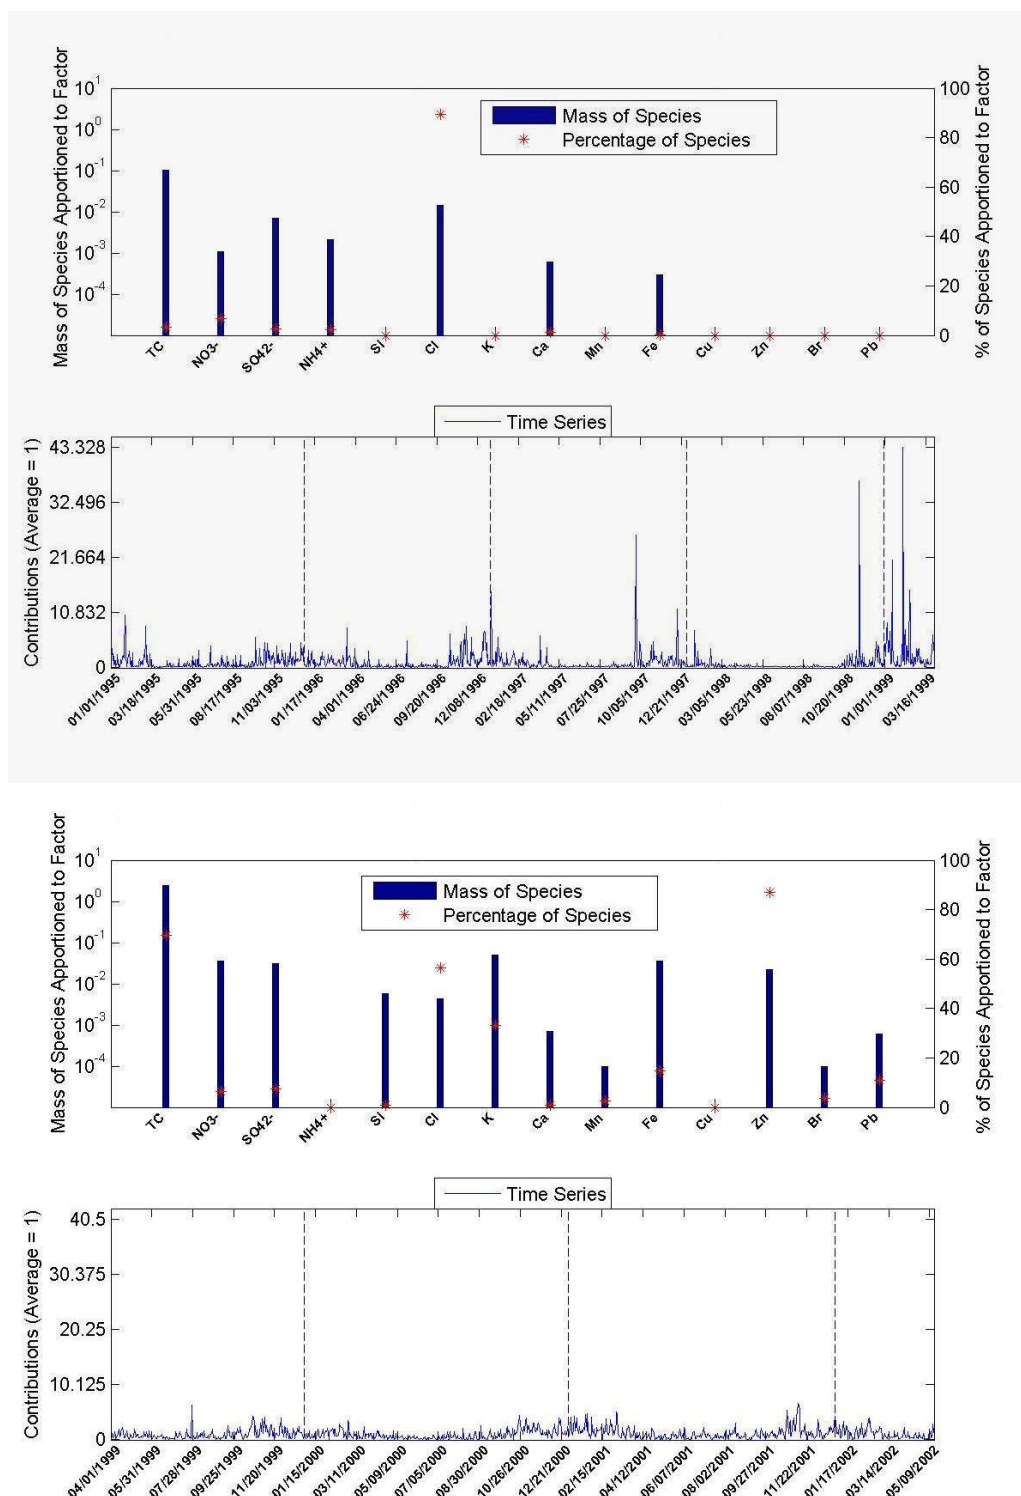 Mass of Species Apportioned to Factor
10^1
10^0
10^-1
10^-2
10^-3
10^-4
Mass of Species
Percentage of Species
100
80
60
40
20
0
% of Species Apportioned to Factor
TC NO3- SO42- NH4+ SI Cl K Ca Mn Fe Cu Zn Br Pb
Time Series
Contributions (Average = 1)
43.328
32.496
21.664
10.832
0
01/01/1995 03/18/1995 05/31/1995 08/17/1995 11/03/1995 01/17/1996 04/01/1996 06/24/1996 09/20/1996 12/08/1996 02/18/1997 05/11/1997 07/25/1997 10/05/1997 12/21/1997 03/05/1998 05/23/1998 08/07/1998 10/20/1998 01/01/1999 03/16/1999
Mass of Species Apportioned to Factor
10^1
10^0
10^-1
10^-2
10^-3
10^-4
Mass of Species
Percentage of Species
100
80
60
40
20
0
% of Species Apportioned to Factor
TC NO3- SO42- NH4+ SI Cl K Ca Mn Fe Cu Zn Br Pb
Time Series
Contributions (Average = 1)
40.5
30.375
20.25
10.125
0
04/01/1999 05/31/1999 07/28/1999 09/25/1999 11/20/1999 01/15/2000 03/11/2000 05/09/2000 07/05/2000 08/30/2000 10/26/2000 12/21/2000 02/15/2001 04/12/2001 06/07/2001 08/02/2001 09/27/2001 11/22/2001 01/17/2002 03/14/2002 05/09/2002